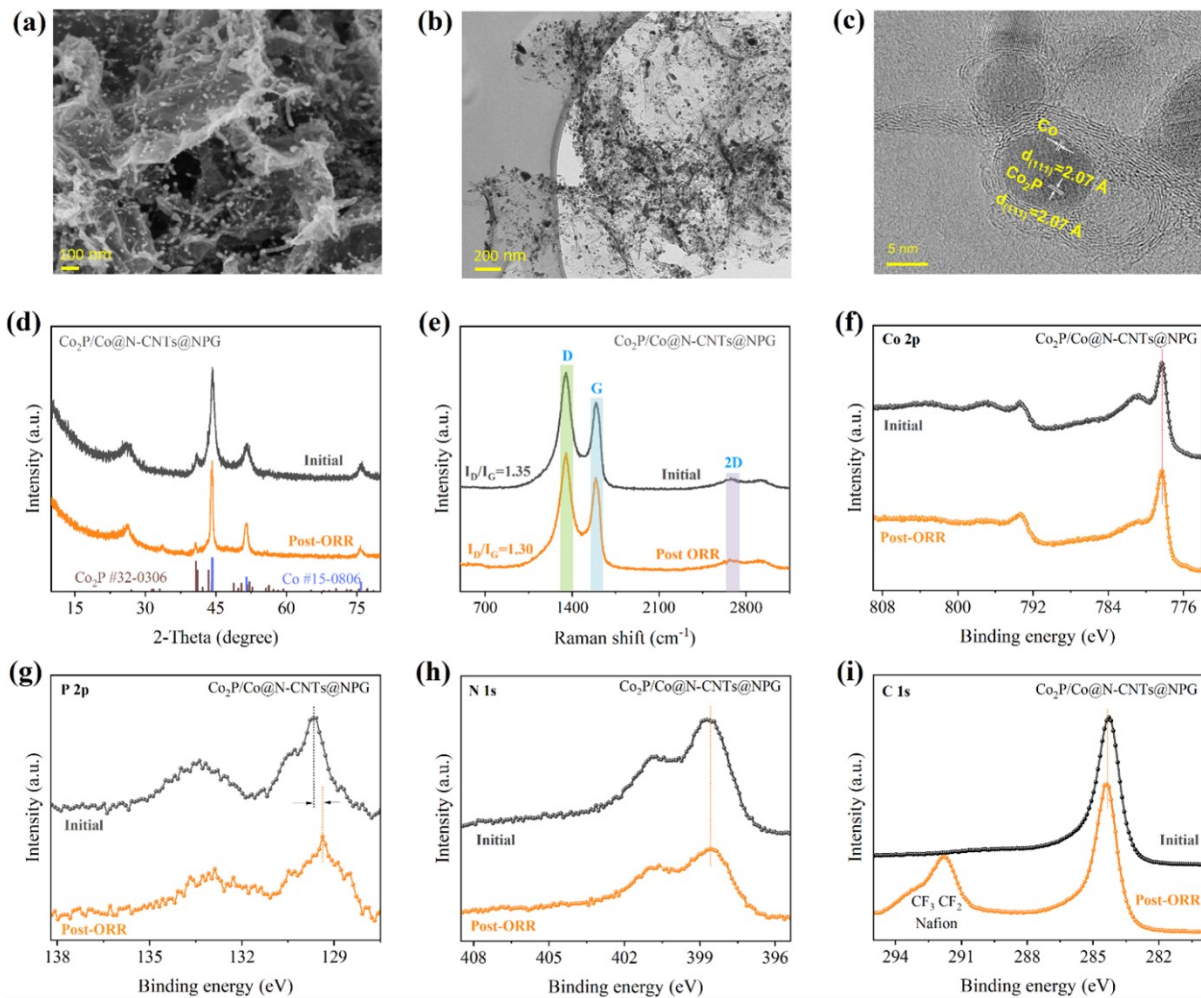 (a)
100 nm
(b)
200 nm
(c)
Co
d(111)=2.07 Å
Co₂P
d(111)=2.07 Å
5 nm
(d)
Co₂P/Co@N-CNTs@NPG
Initial
Post-ORR
Co₂P #32-0306
Co #15-0806
Intensity (a.u.)
15 30 45 60 75
2-Theta (degree)
(e)
Co₂P/Co@N-CNTs@NPG
D
G
2D
I_D/I_G=1.35
Initial
I_D/I_G=1.30
Post ORR
Intensity (a.u.)
700 1400 2100 2800
Raman shift (cm⁻¹)
(f)
Co 2p
Co₂P/Co@N-CNTs@NPG
Initial
Post-ORR
Intensity (a.u.)
808 800 792 784 776
Binding energy (eV)
(g)
P 2p
Co₂P/Co@N-CNTs@NPG
Initial
Post-ORR
Intensity (a.u.)
138 135 132 129
Binding energy (eV)
(h)
N 1s
Co₂P/Co@N-CNTs@NPG
Initial
Post-ORR
Intensity (a.u.)
408 405 402 399 396
Binding energy (eV)
(i)
C 1s
Co₂P/Co@N-CNTs@NPG
Initial
CF₃ CF₂
Nafion
Post-ORR
Intensity (a.u.)
294 291 288 285 282
Binding energy (eV)